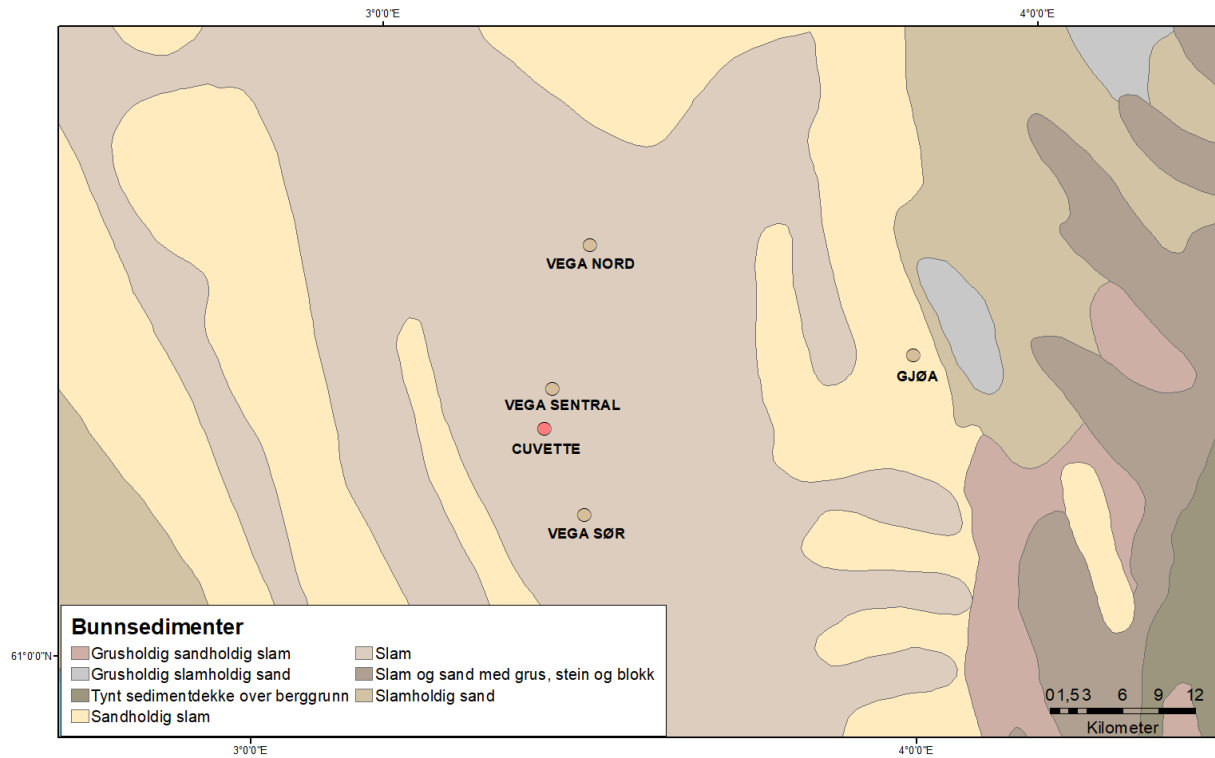 3°0'0"E
4°0'0"E
VEGA NORD
GJØA
VEGA SENTRAL
CUVETTE
VEGA SØR
Bunnsedimenter
Grusholdig sandholdig slam
Slam
Grusholdig slamholdig sand
Slam og sand med grus, stein og blokk
Tynt sedimentdekke over berggrunn
Slamholdig sand
Sandholdig slam
61°0'0"N
0 1,5 3 6 9 12
Kilometer
3°0'0"E
4°0'0"E